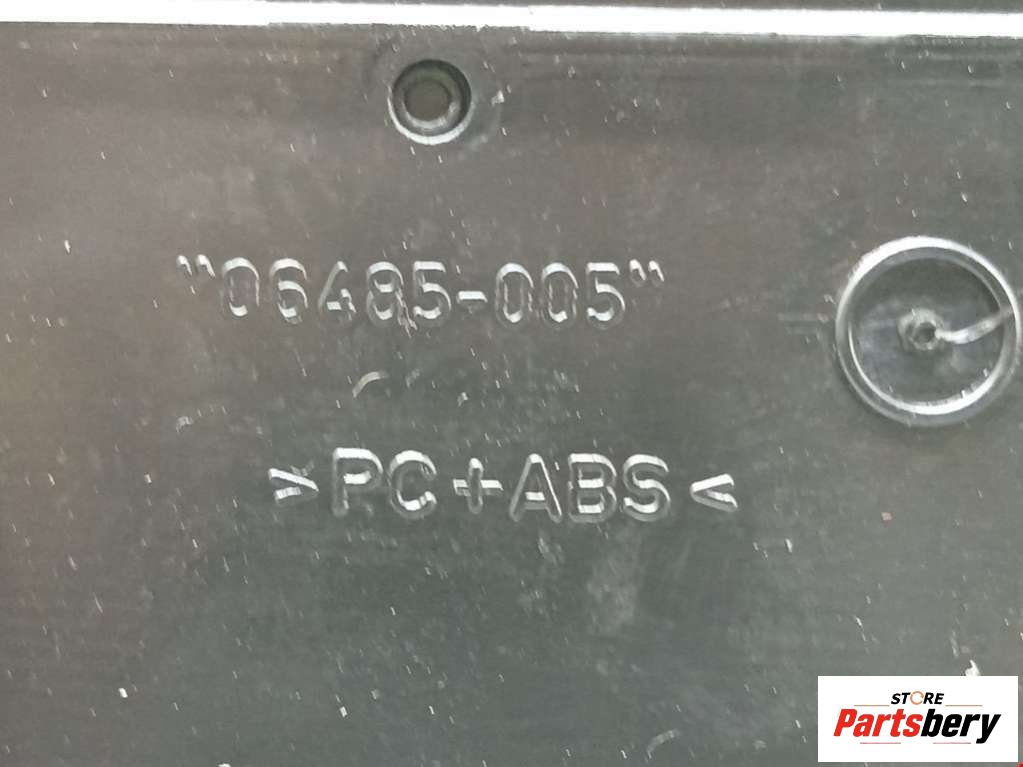 "06485-005"
>PC+ABS<
STORE
Partsbery